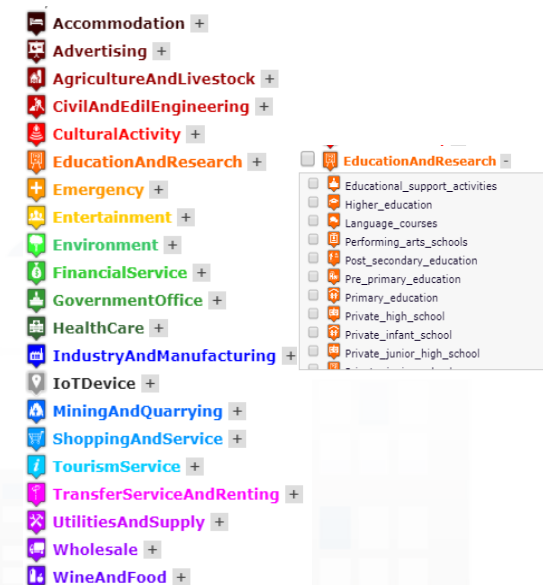 Accommodation +
Advertising +
AgricultureAndLivestock +
CivilAndEdilEngineering +
CulturalActivity +
EducationAndResearch +
Emergency +
Entertainment +
Environment +
FinancialService +
GovernmentOffice +
HealthCare +
IndustryAndManufacturing +
IoTDevice +
MiningAndQuarrying +
ShoppingAndService +
TourismService +
TransferServiceAndRenting +
UtilitiesAndSupply +
Wholesale +
WineAndFood +
EducationAndResearch -
Educational_support_activities
Higher_education
Language_courses
Performing_arts_schools
Post_secondary_education
Pre_primary_education
Primary_education
Private_high_school
Private_infant_school
Private_junior_high_school